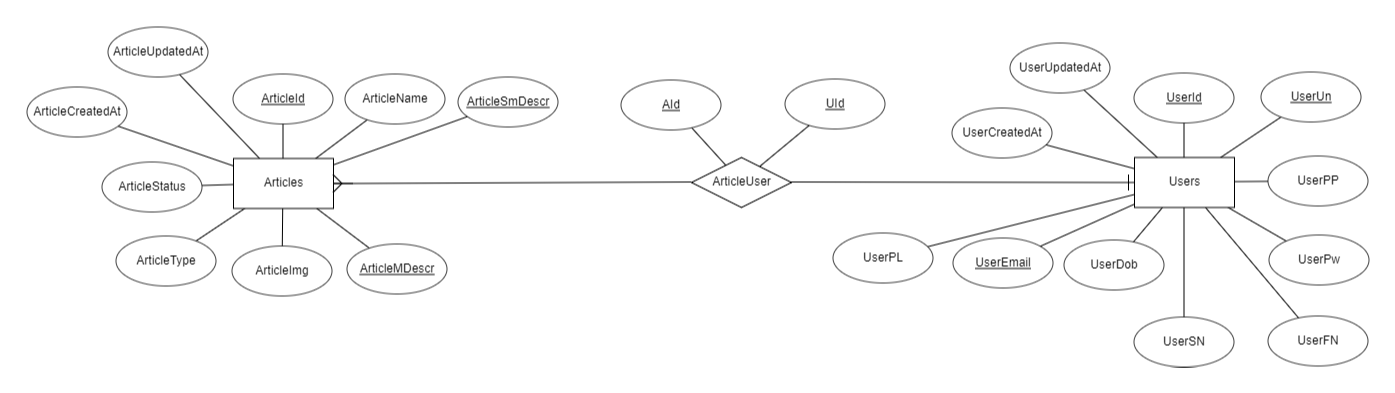 ArticleUpdatedAt
ArticleCreatedAt
ArticleId
ArticleName
ArticleSmDescr
ArticleStatus
Articles
ArticleType
ArticleImg
ArticleMDescr
AId
UId
ArticleUser
UserUpdatedAt
UserId
UserUn
UserCreatedAt
Users
UserPP
UserPL
UserEmail
UserDob
UserPw
UserSN
UserFN